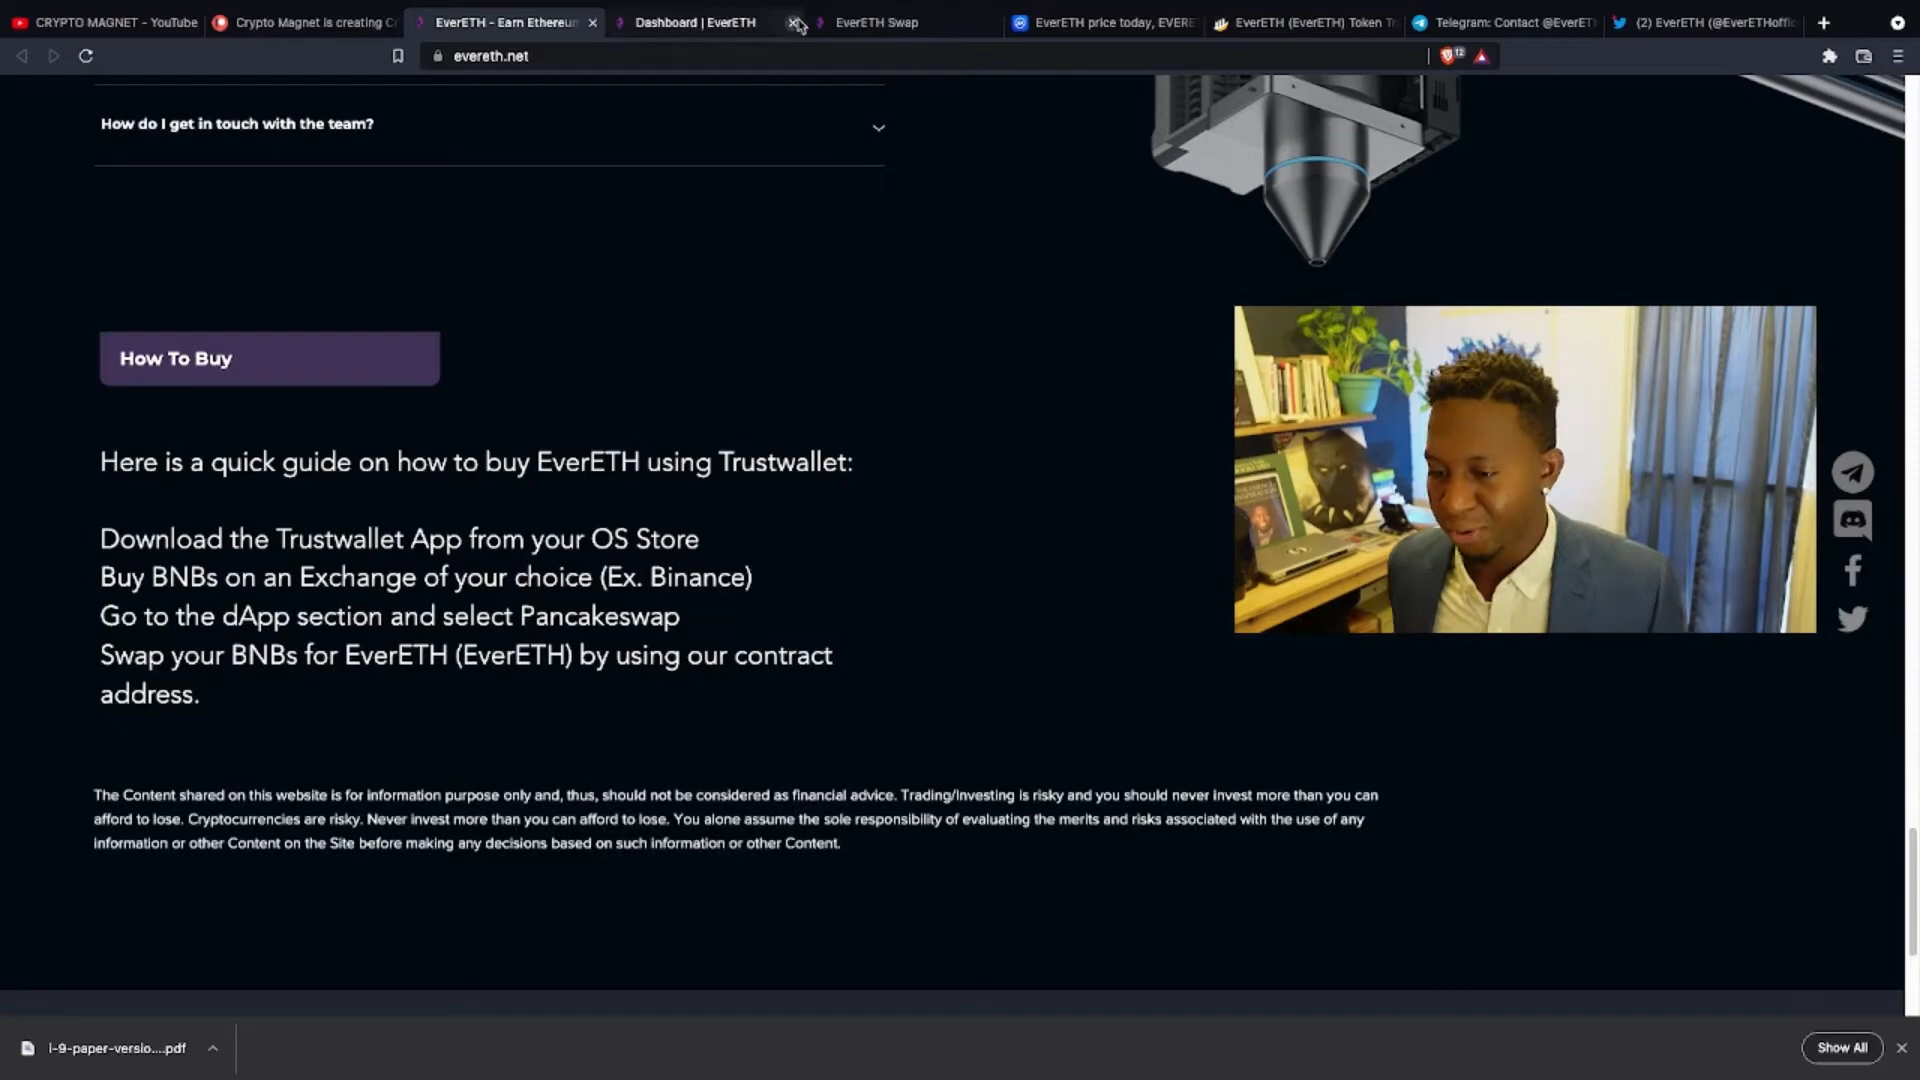 CRYPTO MAGNET - YouTube
Crypto Magnet is creating Cr
EverETH - Earn Ethereum
Dashboard | EverETH
EverETH Swap
EverETH price today, EVERE
EverETH (EverETH) Token Tr
Telegram: Contact @EverETH
(2) EverETH (@EverETHoffic
evereth.net
12
How do I get in touch with the team?
How To Buy
Here is a quick guide on how to buy EverETH using Trustwallet:
Download the Trustwallet App from your OS Store
Buy BNBs on an Exchange of your choice (Ex. Binance)
Go to the dApp section and select Pancakeswap
Swap your BNBs for EverETH (EverETH) by using our contract
address.
The Content shared on this website is for information purpose only and, thus, should not be considered as financial advice. Trading/Investing is risky and you should never invest more than you can
afford to lose. Cryptocurrencies are risky. Never invest more than you can afford to lose. You alone assume the sole responsibility of evaluating the merits and risks associated with the use of any
information or other Content on the Site before making any decisions based on such information or other Content.
i-9-paper-versio....pdf
Show All